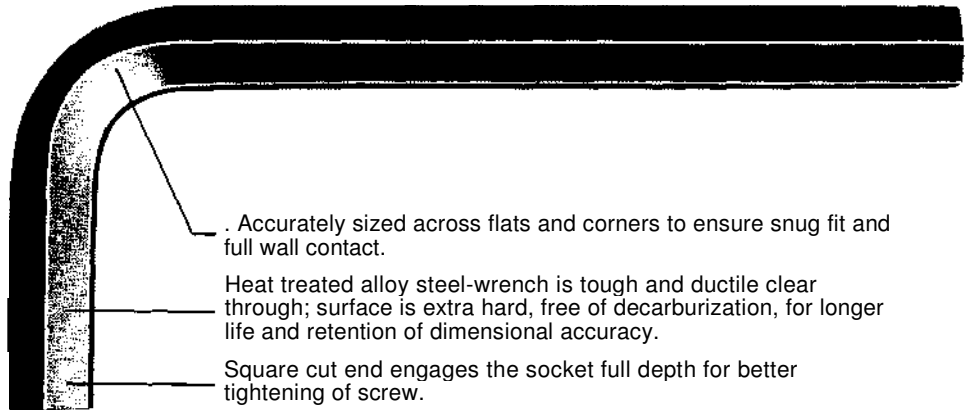 . Accurately sized across flats and corners to ensure snug fit and
full wall contact.
Heat treated alloy steel-wrench is tough and ductile clear
through; surface is extra hard, free of decarburization, for longer
life and retention of dimensional accuracy.
Square cut end engages the socket full depth for better
tightening of screw.